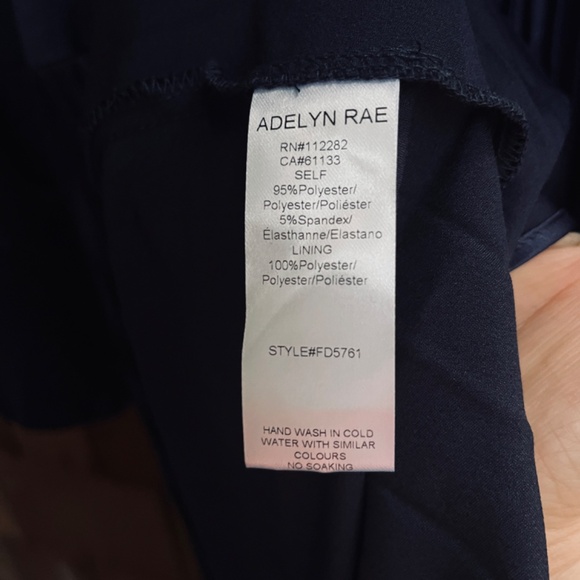 ADELYN RAE
RN#112282
CA#61133
SELF
95%Polyester/
Polyester/Poliéster
5%Spandex/
Élasthanne/Elastano
LINING
100%Polyester/
Polyester/Poliéster
STYLE#FD5761
HAND WASH IN COLD
WATER WITH SIMILAR
COLOURS
NO SOAKING